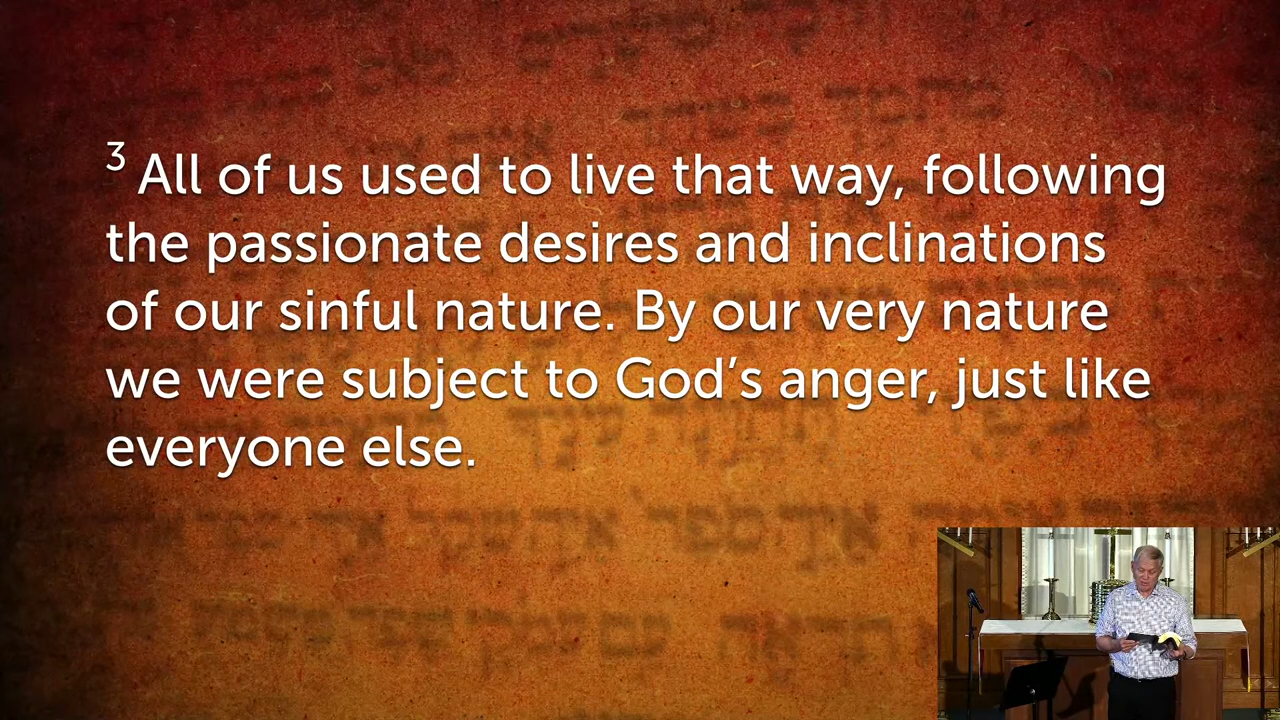 3 All of us used to live that way, following
the passionate desires and inclinations
of our sinful nature. By our very nature
we were subject to God’s anger, just like
everyone else.